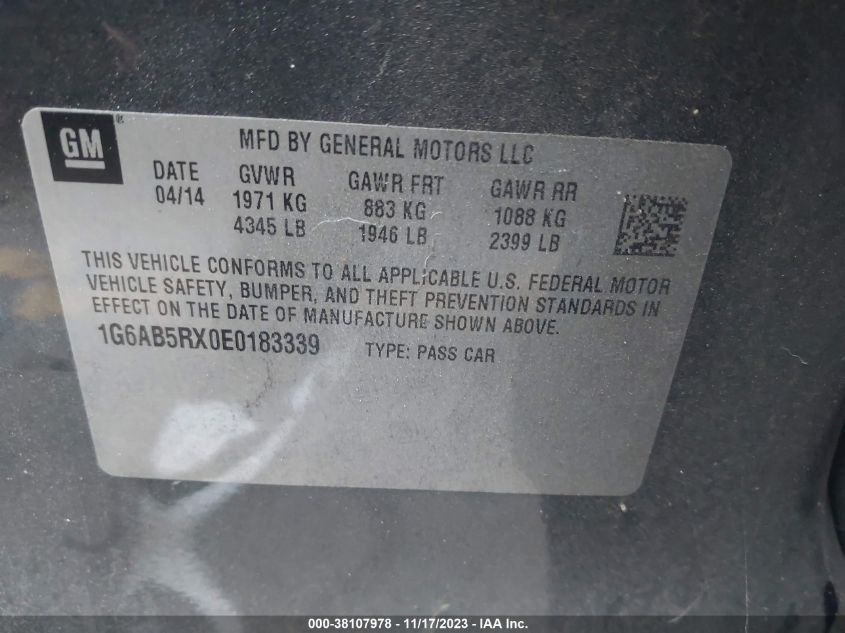 GM®
MFD BY GENERAL MOTORS LLC
DATE GVWR GAWR FRT GAWR RR
04/14 1971 KG 883 KG 1088 KG
4345 LB 1946 LB 2399 LB
THIS VEHICLE CONFORMS TO ALL APPLICABLE U.S. FEDERAL MOTOR
VEHICLE SAFETY, BUMPER, AND THEFT PREVENTION STANDARDS IN
EFFECT ON THE DATE OF MANUFACTURE SHOWN ABOVE.
1G6AB5RX0E0183339 TYPE: PASS CAR
000-38107978 - 11/17/2023 - IAA Inc.